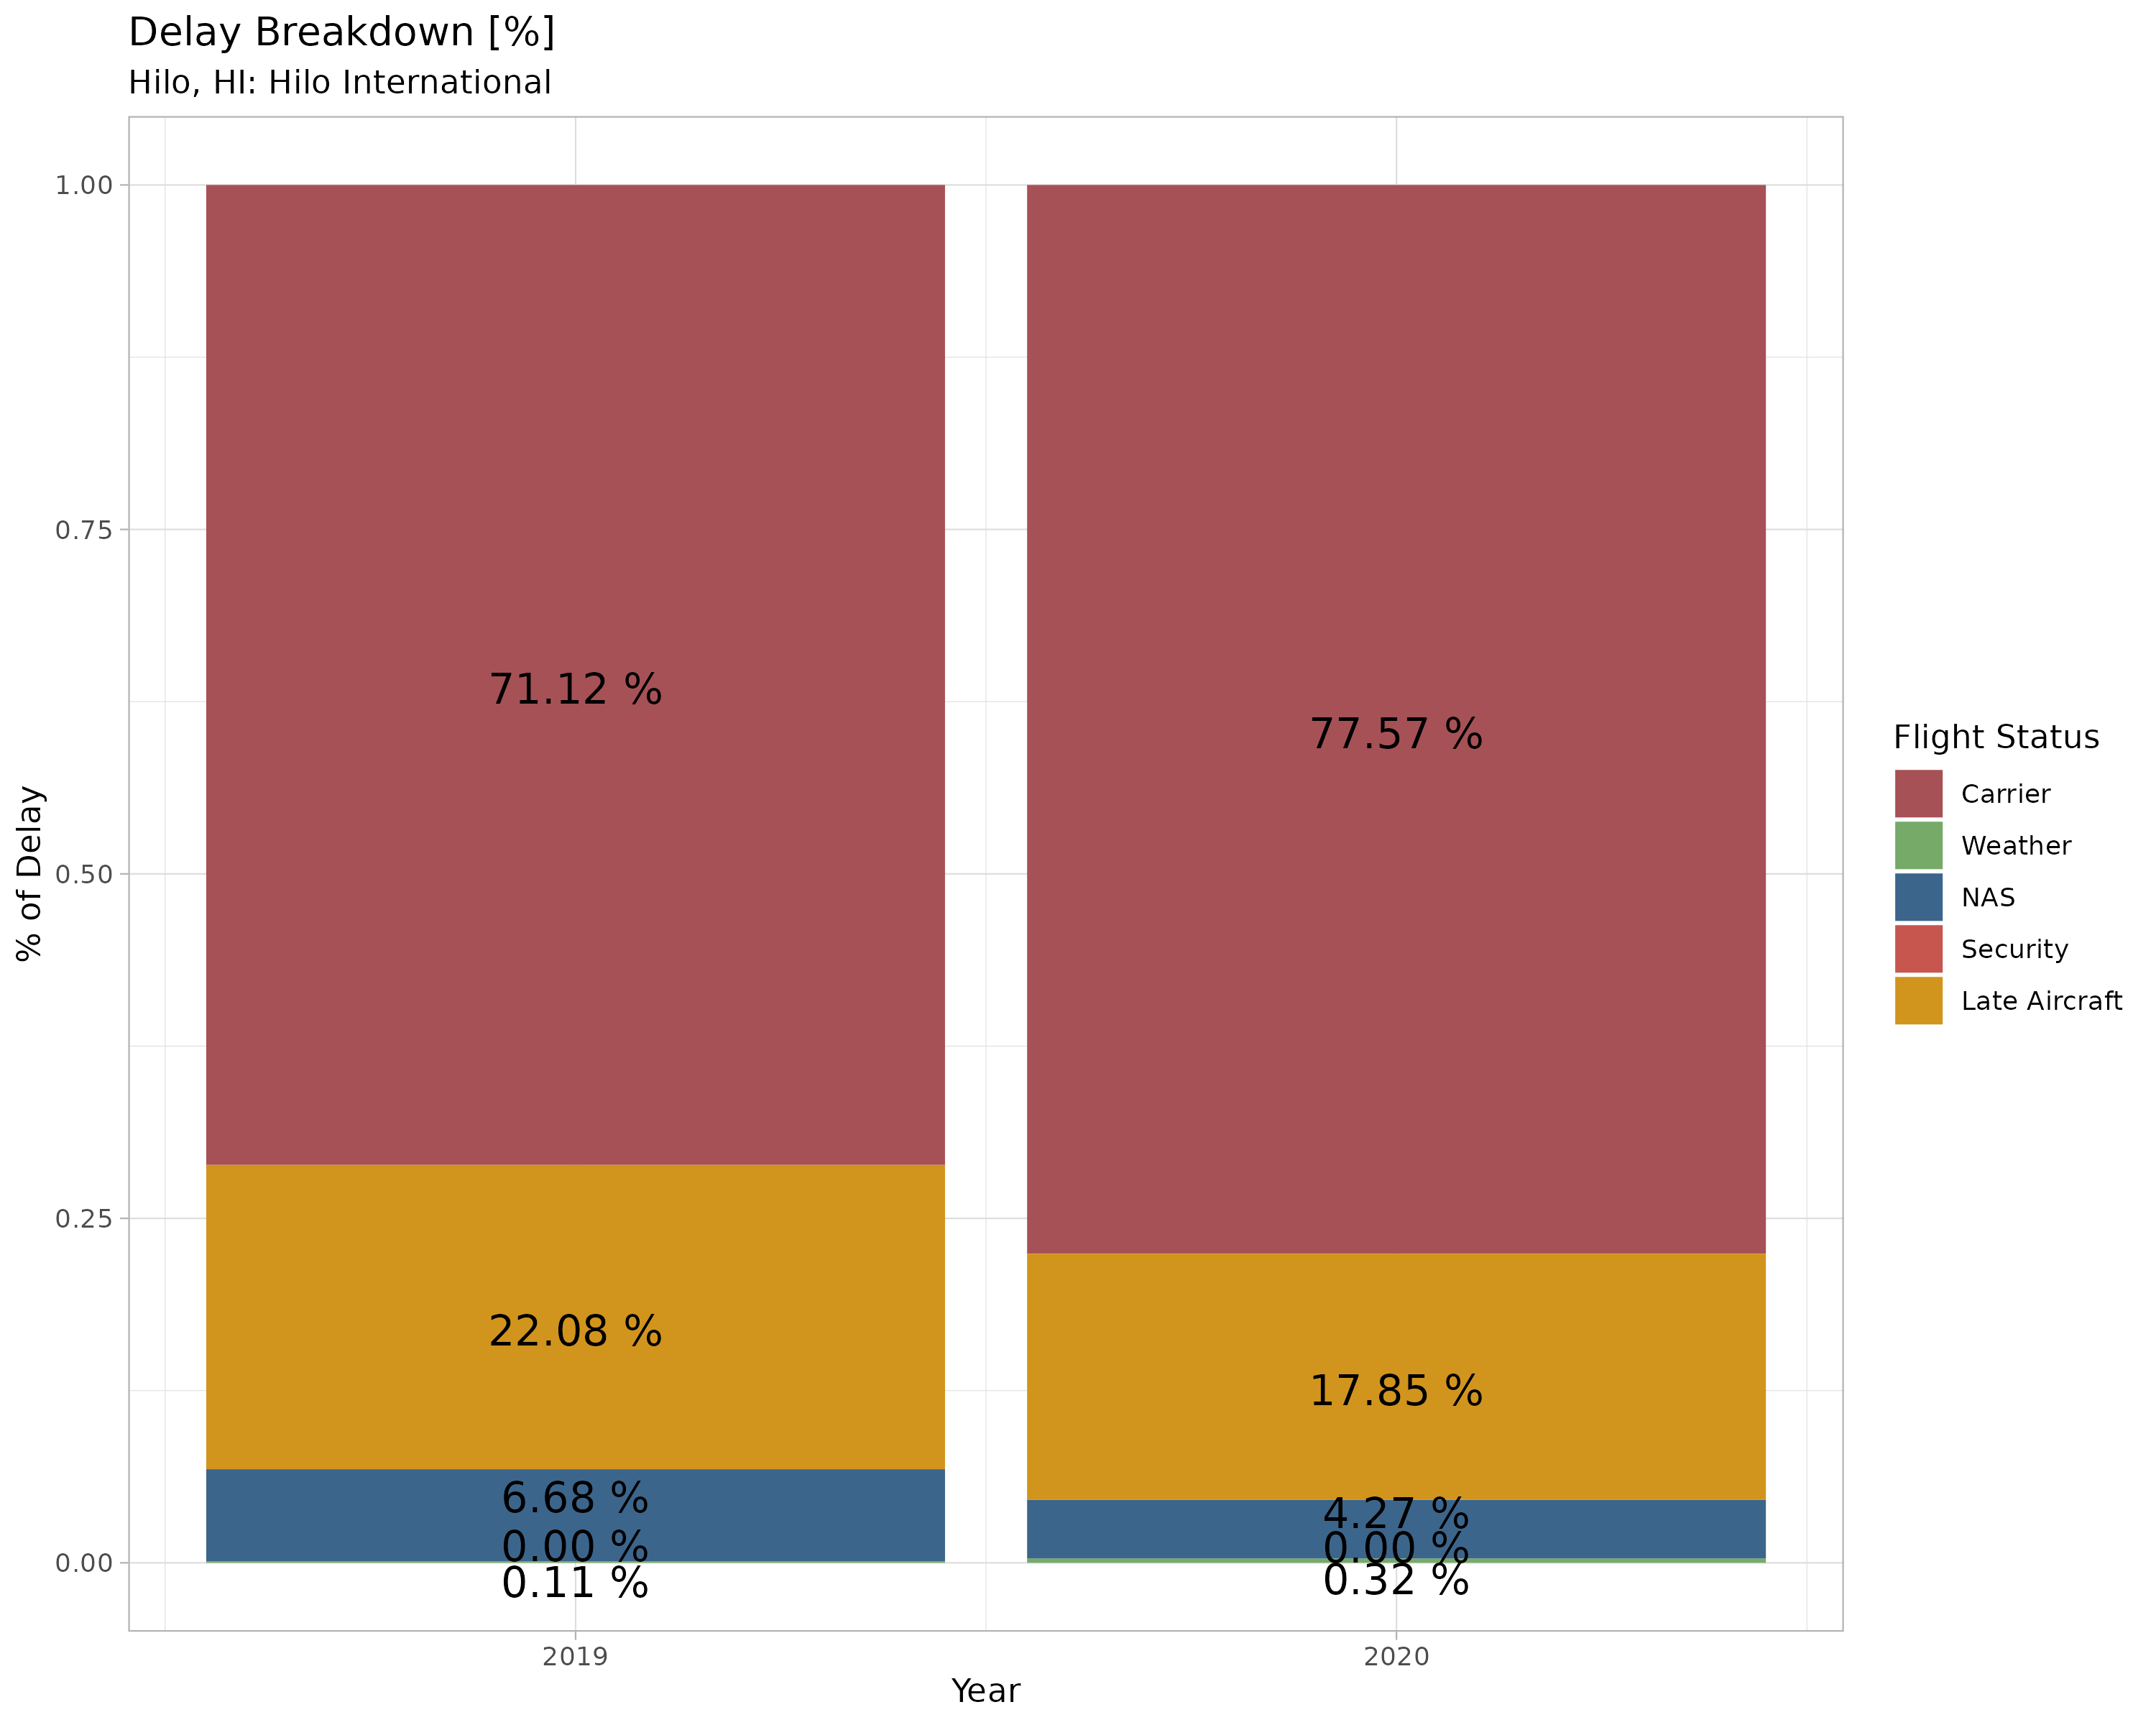 Delay Breakdown [%]
Hilo, HI: Hilo International
% of Delay
1.00
0.75
0.50
0.25
0.00
71.12 %
22.08 %
6.68 %
0.00 %
0.11 %
77.57 %
17.85 %
4.27 %
0.00 %
0.32 %
2019
2020
Year
Flight Status
Carrier
Weather
NAS
Security
Late Aircraft